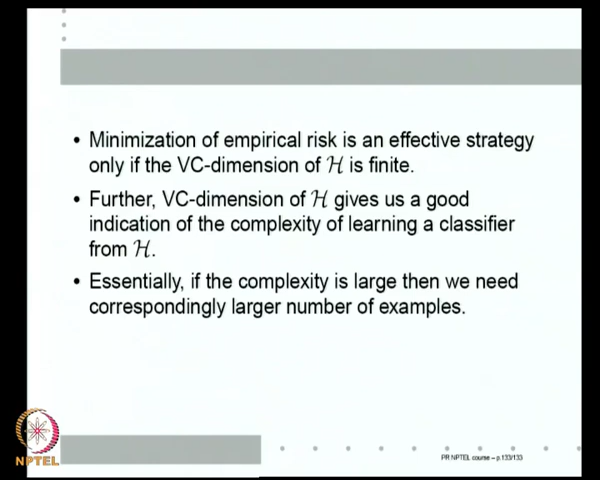 • Minimization of empirical risk is an effective strategy
only if the VC-dimension of ℋ is finite.
• Further, VC-dimension of ℋ gives us a good
indication of the complexity of learning a classifier
from ℋ.
• Essentially, if the complexity is large then we need
correspondingly larger number of examples.
NPTEL
PR NPTEL course – p.133/133